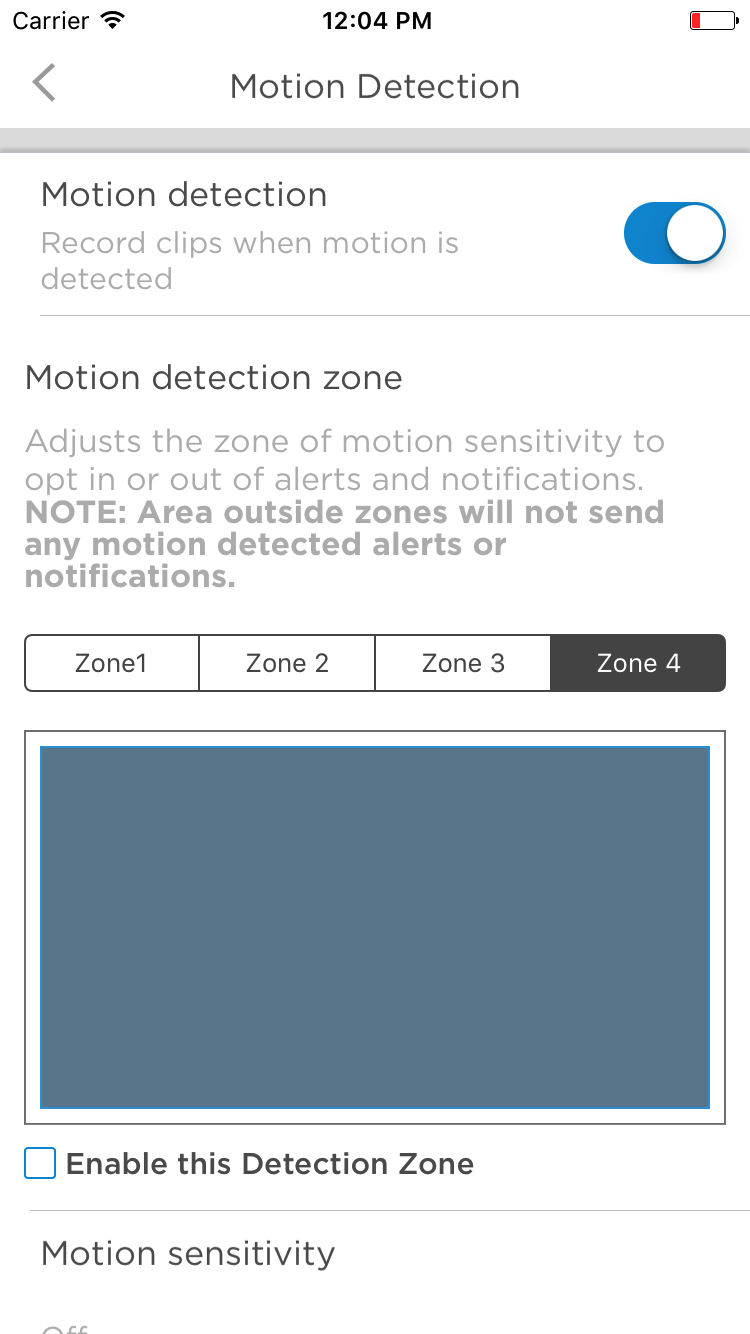 Carrier 12:04 PM
Motion Detection
Motion detection
Record clips when motion is
detected
Motion detection zone
Adjusts the zone of motion sensitivity to
opt in or out of alerts and notifications.
NOTE: Area outside zones will not send
any motion detected alerts or
notifications.
Zone1 Zone 2 Zone 3 Zone 4
Enable this Detection Zone
Motion sensitivity
Off